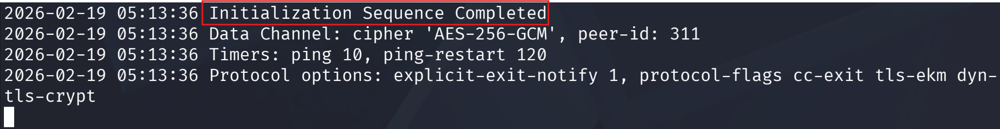 2026-02-19 05:13:36 Initialization Sequence Completed
2026-02-19 05:13:36 Data Channel: cipher 'AES-256-GCM', peer-id: 311
2026-02-19 05:13:36 Timers: ping 10, ping-restart 120
2026-02-19 05:13:36 Protocol options: explicit-exit-notify 1, protocol-flags cc-exit tls-ekm dyn-
tls-crypt